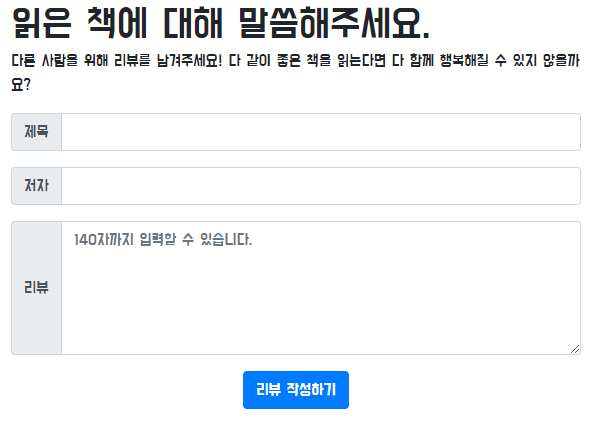 읽은 책에 대해 말씀해주세요.
다른 사람을 위해 리뷰를 남겨주세요! 다 같이 좋은 책을 읽는다면 다 함께 행복해질 수 있지 않을까
요?
제목
저자
140자까지 입력할 수 있습니다.
리뷰
리뷰 작성하기